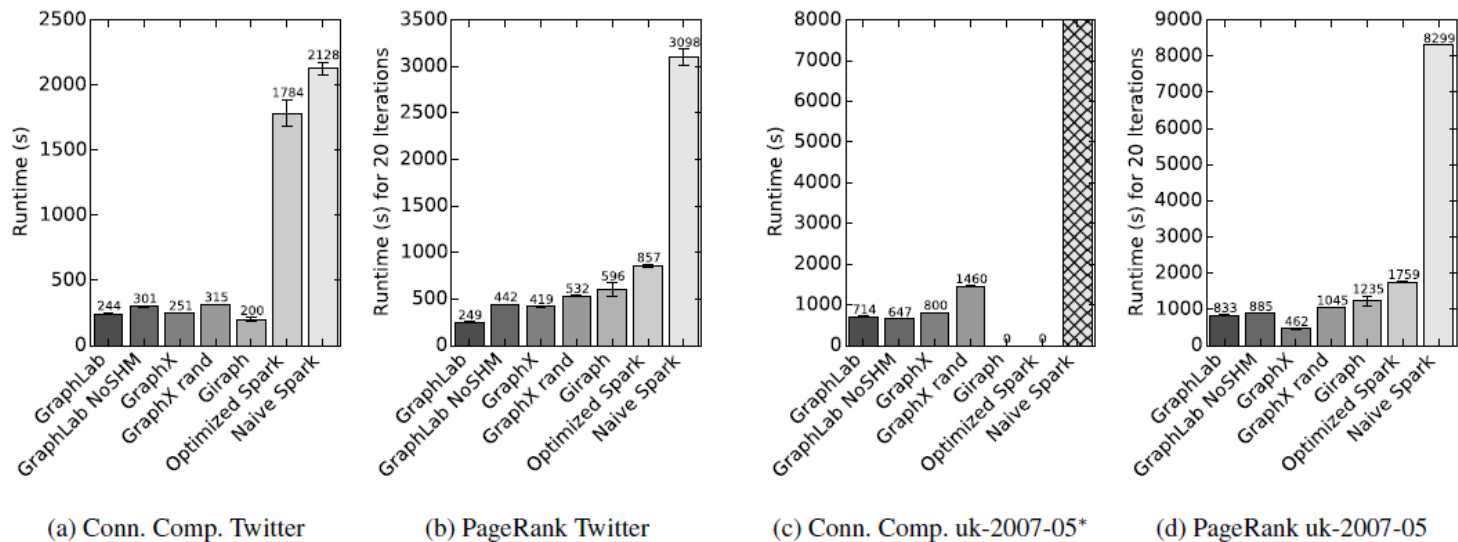 2500
2000
1500
1000
500
0
Runtime (s)
244
301
251
315
200
1784
2128
GraphLab
GraphLab NoSHM
GraphX
GraphX rand
Giraph
Optimized Spark
Naive Spark
(a) Conn. Comp. Twitter
3500
3000
2500
2000
1500
1000
500
0
Runtime (s) for 20 Iterations
249
442
419
532
596
857
3098
GraphLab
GraphLab NoSHM
GraphX
GraphX rand
Giraph
Optimized Spark
Naive Spark
(b) PageRank Twitter
8000
7000
6000
5000
4000
3000
2000
1000
0
Runtime (s)
714
647
800
1460
0
0
GraphLab
GraphLab NoSHM
GraphX
GraphX rand
Giraph
Optimized Spark
Naive Spark
(c) Conn. Comp. uk-2007-05*
9000
8000
7000
6000
5000
4000
3000
2000
1000
0
Runtime (s) for 20 Iterations
833
885
462
1045
1235
1759
8299
GraphLab
GraphLab NoSHM
GraphX
GraphX rand
Giraph
Optimized Spark
Naive Spark
(d) PageRank uk-2007-05